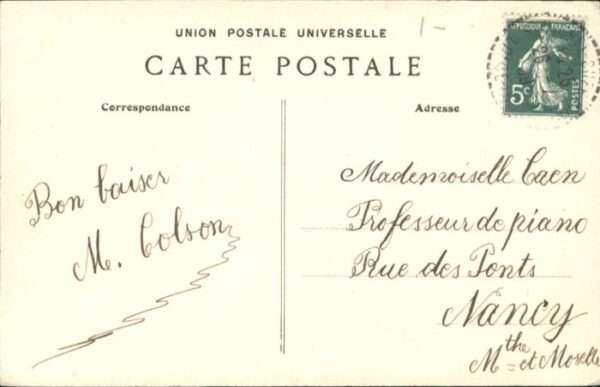 UNION POSTALE UNIVERSELLE
CARTE POSTALE
Correspondance
Adresse
REPUBLIQUE FRANÇAISE
5c
POSTES
Bon baiser
M. Colson
Mademoiselle Caen
Professeur de piano
Rue des Ponts
Nancy
Mthe et Moselle